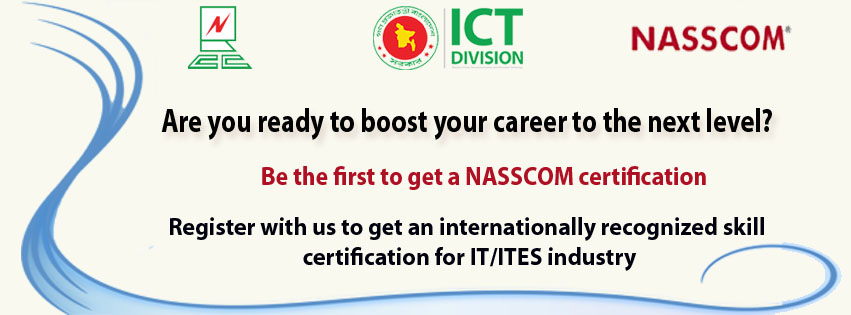 N
ICT
DIVISION
NASSCOM®
Are you ready to boost your career to the next level?
Be the first to get a NASSCOM certification
Register with us to get an internationally recognized skill
certification for IT/ITES industry